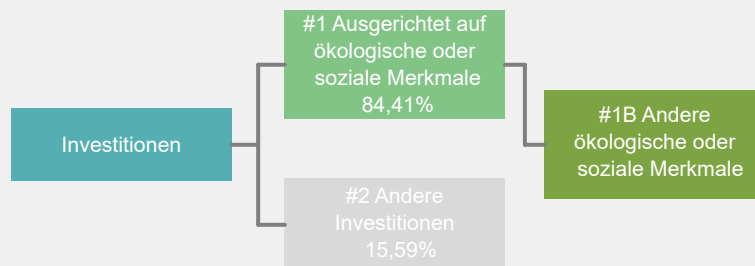 Investitionen
#1 Ausgerichtet auf
ökologische oder
soziale Merkmale
84,41%
#2 Andere
Investitionen
15,59%
#1B Andere
ökologische oder
soziale Merkmale